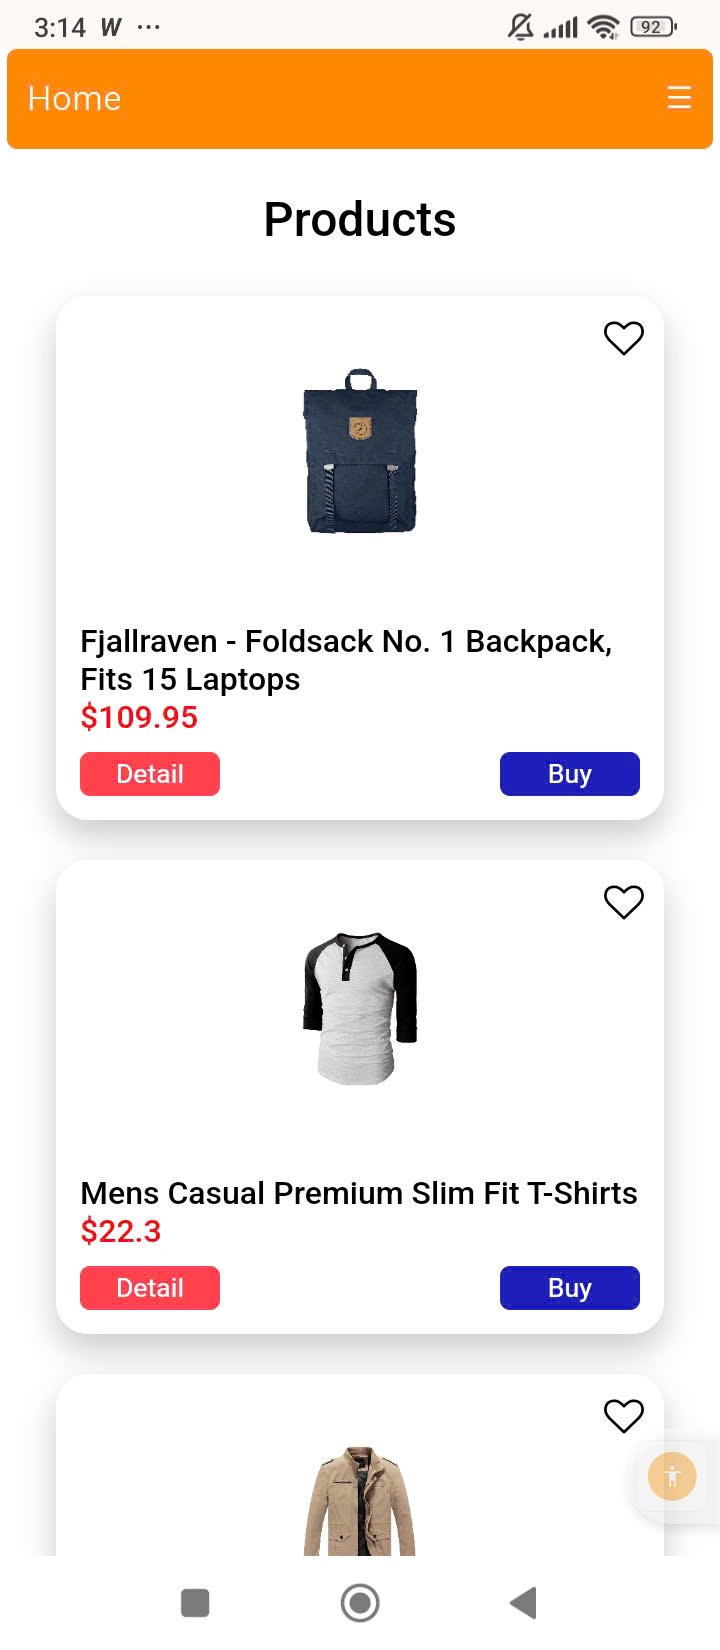 3:14 W ...
92
Home
Products
Fjallraven - Foldsack No. 1 Backpack,
Fits 15 Laptops
$109.95
Detail Buy
Mens Casual Premium Slim Fit T-Shirts
$22.3
Detail Buy